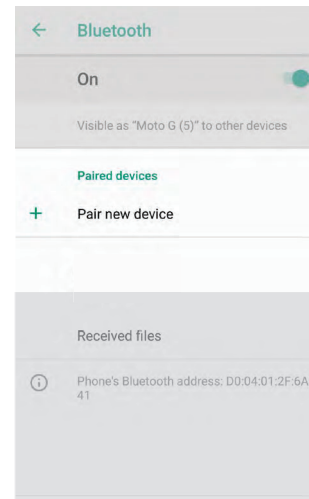 Bluetooth
On
Visible as "Moto G (5)" to other devices
Paired devices
Pair new device
Received files
Phone's Bluetooth address: D0:04:01:2F:6A
41